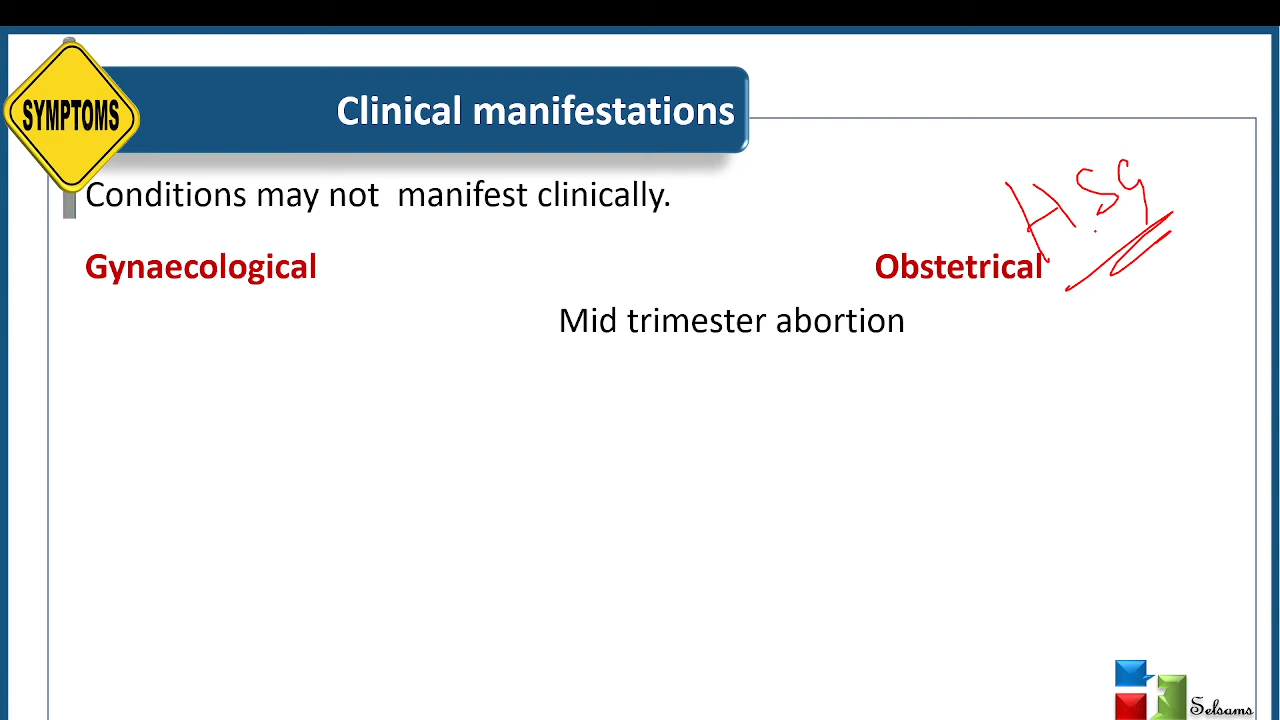 Clinical manifestations
SYMPTOMS
Conditions may not manifest clinically.
HSG
Gynaecological Obstetrical
Mid trimester abortion
Selsams